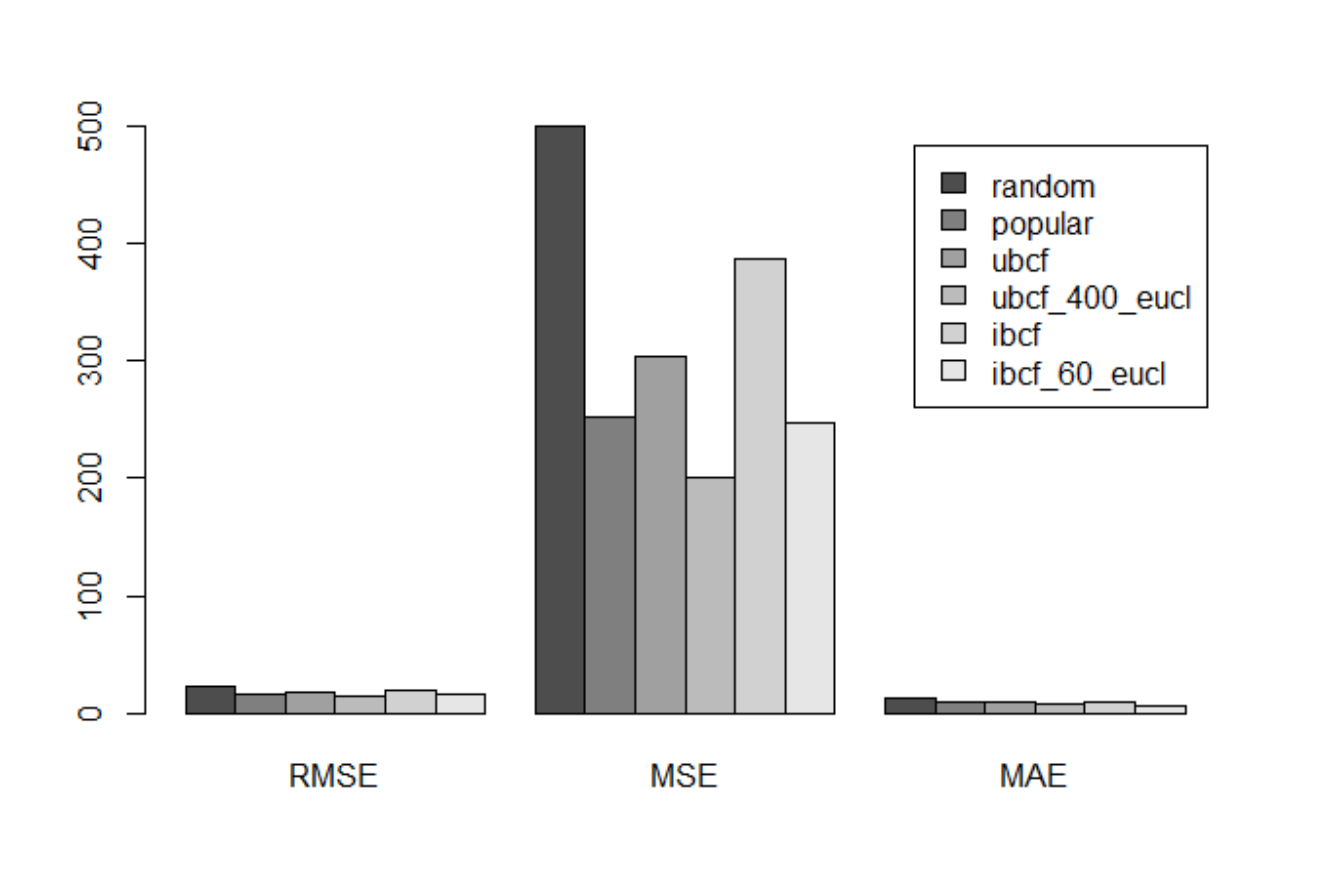 500
400
300
200
100
0
random
popular
ubcf
ubcf_400_eucl
ibcf
ibcf_60_eucl
RMSE
MSE
MAE